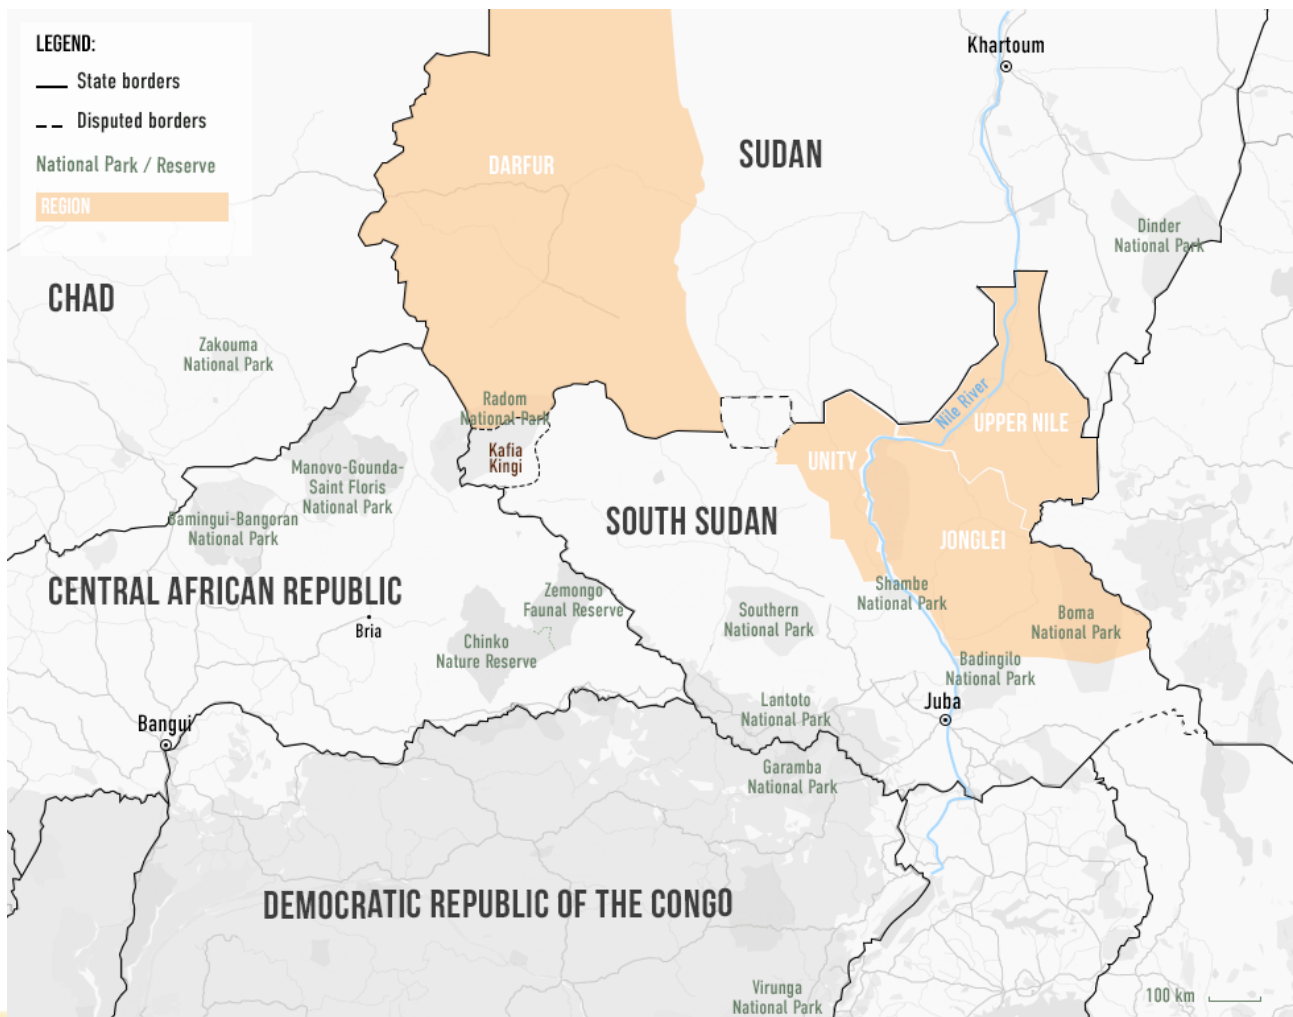 LEGEND:
State borders
Disputed borders
National Park / Reserve
REGION
Khartoum
DARFUR
SUDAN
Dinder
National Park
CHAD
Zakouma
National Park
Nile River
Radom
National Park
UPPER NILE
Kafia
Kingi
UNITY
Manovo-Gounda-
Saint Floris
National Park
Bamingui-Bangoran
National Park
SOUTH SUDAN
JONGLEI
CENTRAL AFRICAN REPUBLIC
Zemongo
Faunal Reserve
Shambe
National Park
Bria
Southern
National Park
Boma
National Park
Chinko
Nature Reserve
Badingilo
National Park
Lantoto
National Park
Juba
Bangui
Garamba
National Park
DEMOCRATIC REPUBLIC OF THE CONGO
Virunga
National Park
100 km